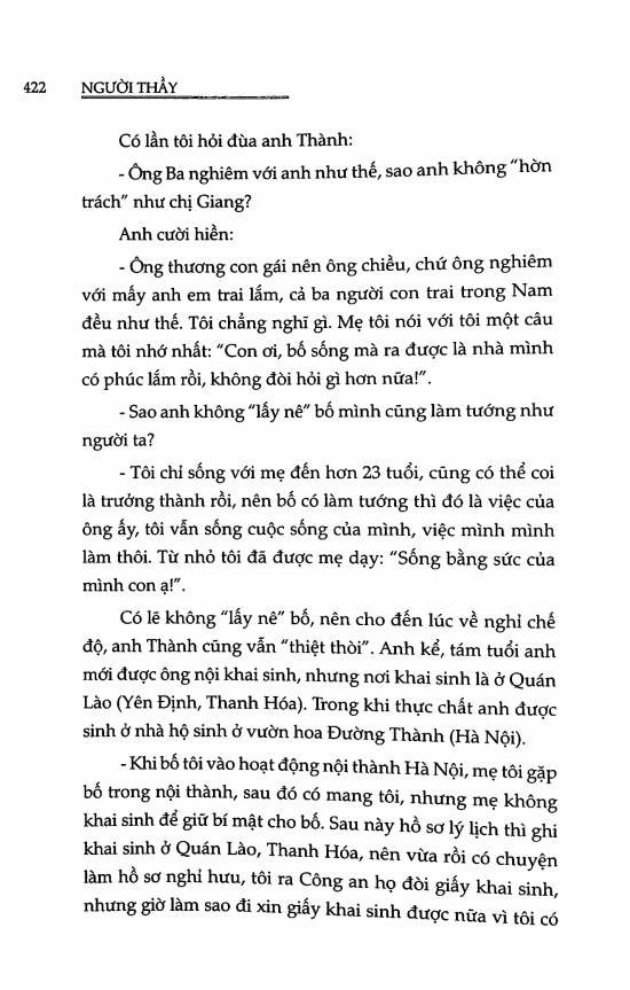 422 NGƯỜI THẦY
Có lần tôi hỏi đùa anh Thành:
- Ông Ba nghiêm với anh như thế, sao anh không "hờn
trách" như chị Giang?
Anh cười hiền:
- Ông thương con gái nên ông chiều, chứ ông nghiêm
với mấy anh em trai lắm, cả ba người con trai trong Nam
đều như thế. Tôi chẳng nghĩ gì. Mẹ tôi nói với tôi một câu
mà tôi nhớ nhất: "Con ơi, bố sống mà ra được là nhà mình
có phúc lắm rồi, không đòi hỏi gì hơn nữa!".
- Sao anh không "lấy nê" bố mình cũng làm tướng như
người ta?
- Tôi chỉ sống với mẹ đến hơn 23 tuổi, cũng có thể coi
là trưởng thành rồi, nên bố có làm tướng thì đó là việc của
ông ấy, tôi vẫn sống cuộc sống của mình, việc mình mình
làm thôi. Từ nhỏ tôi đã được mẹ dạy: "Sống bằng sức của
mình con ạ!".
Có lẽ không "lấy nê" bố, nên cho đến lúc về nghỉ chế
độ, anh Thành cũng vẫn "thiệt thòi". Anh kể, tám tuổi anh
mới được ông nội khai sinh, nhưng nơi khai sinh là ở Quán
Lào (Yên Định, Thanh Hóa). Trong khi thực chất anh được
sinh ở nhà hộ sinh ở vườn hoa Đường Thành (Hà Nội).
- Khi bố tôi vào hoạt động nội thành Hà Nội, mẹ tôi gặp
bố trong nội thành, sau đó có mang tôi, nhưng mẹ không
khai sinh để giữ bí mật cho bố. Sau này hồ sơ lý lịch thì ghi
khai sinh ở Quán Lào, Thanh Hóa, nên vừa rồi có chuyện
làm hồ sơ nghỉ hưu, tôi ra Công an họ đòi giấy khai sinh,
nhưng giờ làm sao đi xin giấy khai sinh được nữa vì tôi có